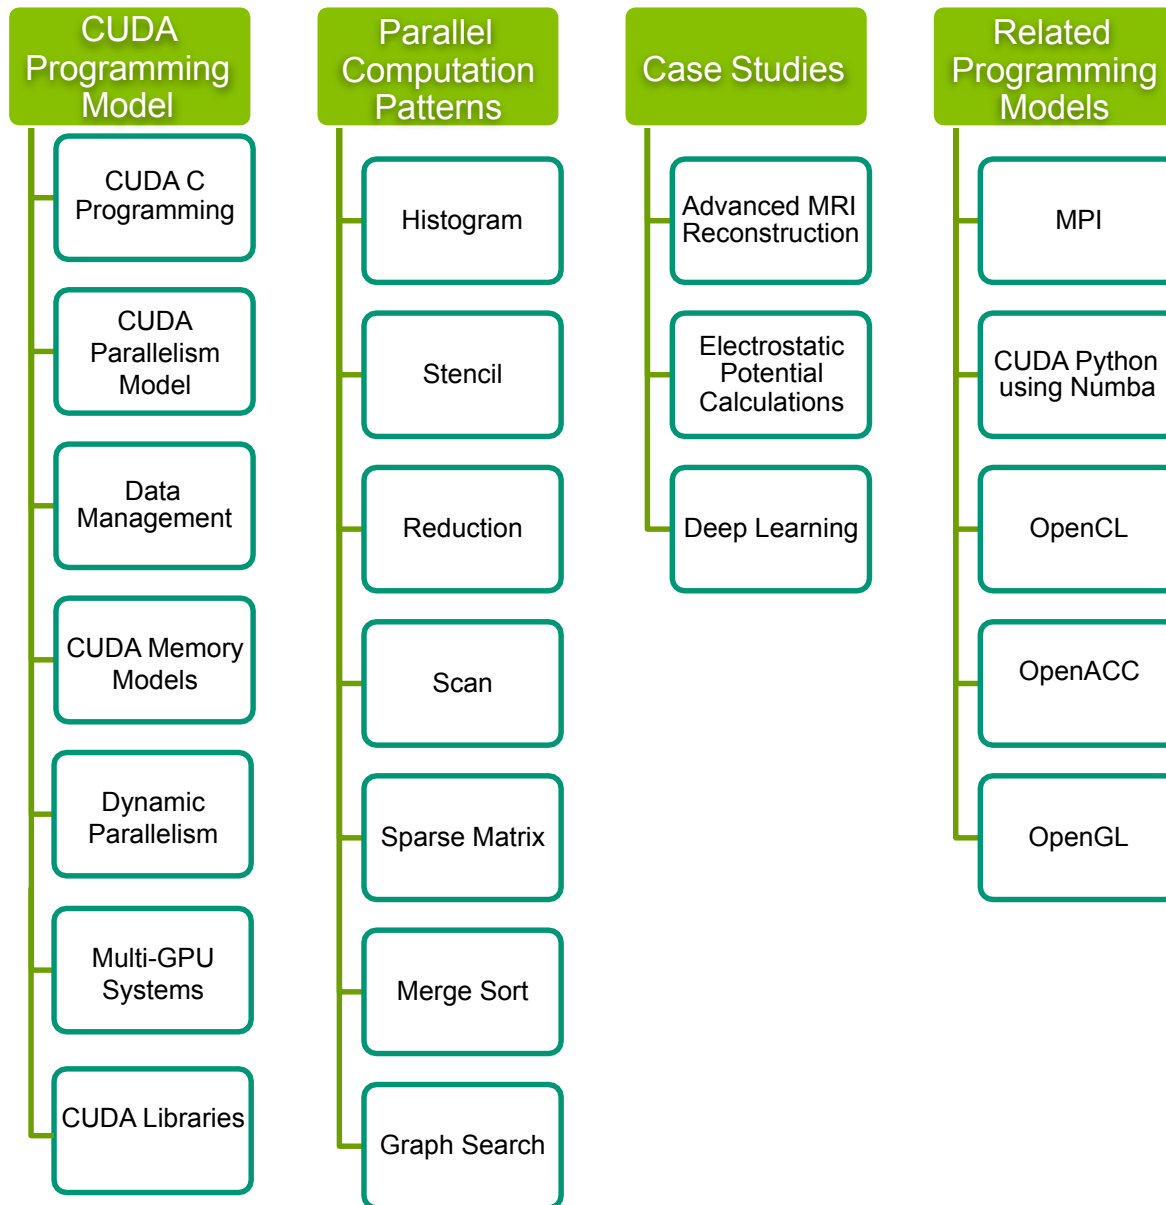 CUDA
Programming
Model
CUDA C
Programming
CUDA
Parallelism
Model
Data
Management
CUDA Memory
Models
Dynamic
Parallelism
Multi-GPU
Systems
CUDA Libraries
Parallel
Computation
Patterns
Histogram
Stencil
Reduction
Scan
Sparse Matrix
Merge Sort
Graph Search
Case Studies
Advanced MRI
Reconstruction
Electrostatic
Potential
Calculations
Deep Learning
Related
Programming
Models
MPI
CUDA Python
using Numba
OpenCL
OpenACC
OpenGL